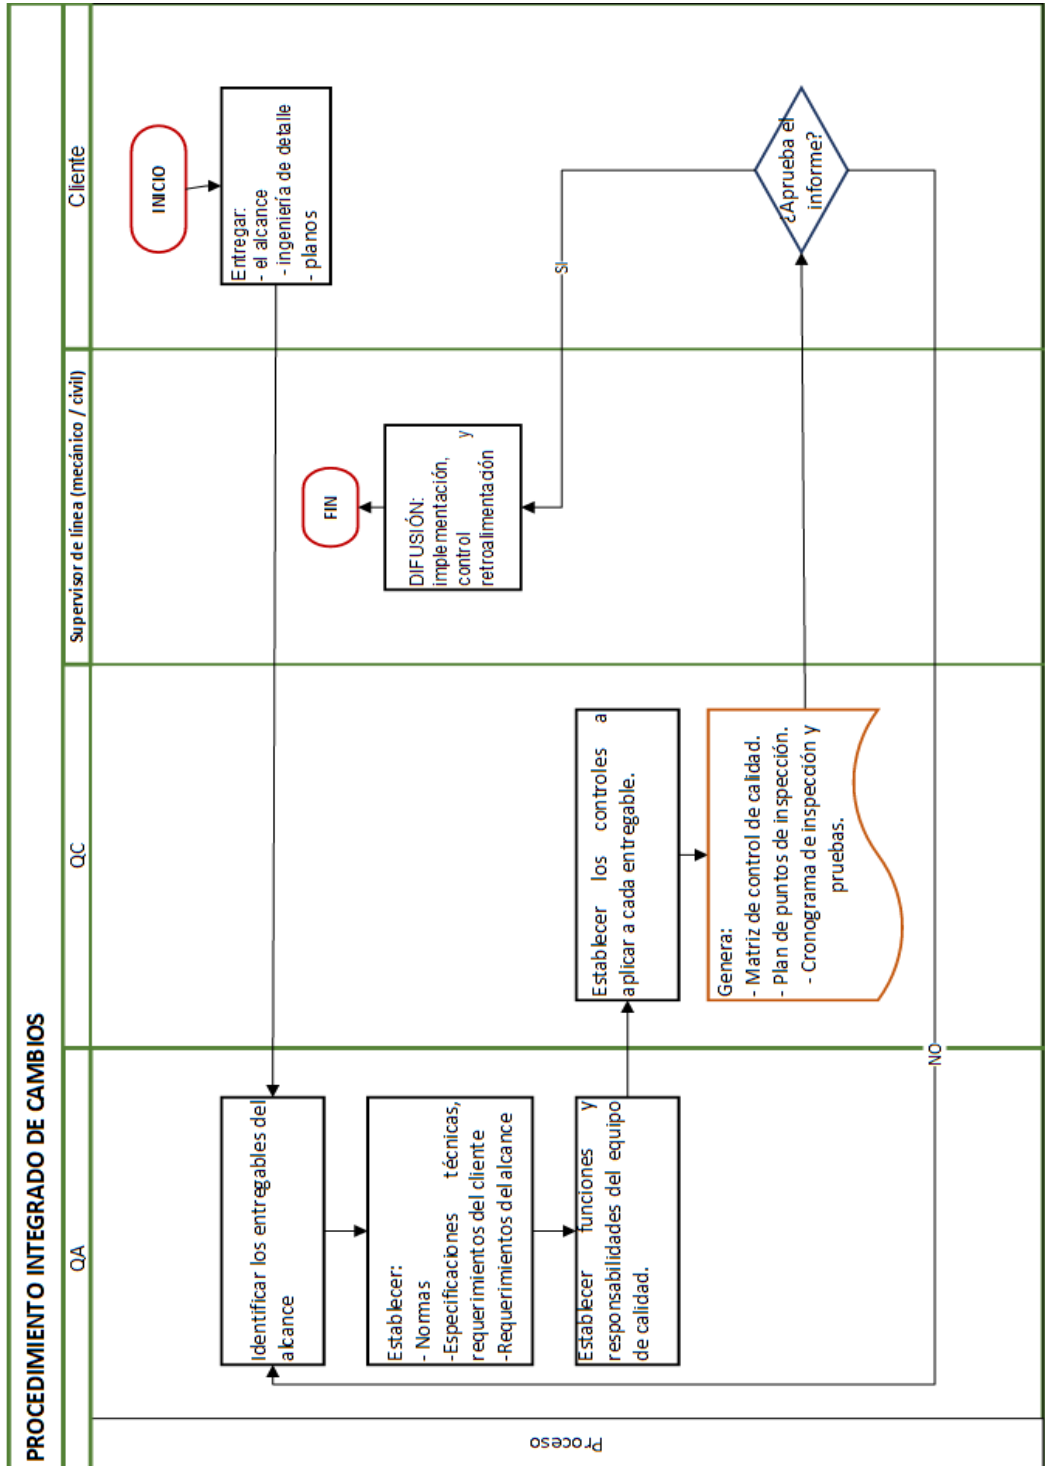 PROCEDIMIENTO INTEGRADO DE CAMBIOS
QA
QC
Supervisor de línea (mecánico / civil)
Cliente
Proceso
INICIO
Entregar:
- el alcance
- ingeniería de detalle
- planos
Identificar los entregables del
alcance
Establecer:
- Normas
-Especificaciones técnicas,
requerimientos del cliente
-Requerimientos del alcance
Establecer funciones y
responsabilidades del equipo
de calidad.
Establecer los controles a
aplicar a cada entregable.
Genera:
- Matriz de control de calidad.
- Plan de puntos de inspección.
- Cronograma de inspección y
pruebas.
¿Aprueba el
informe?
SI
NO
DIFUSIÓN:
implementación,
control y
retroalimentación
FIN